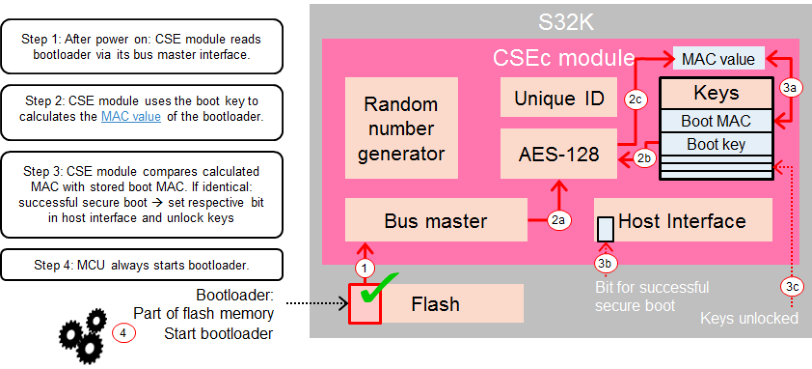 Step 1: After power on: CSE module reads
bootloader via its bus master interface.
Step 2: CSE module uses the boot key to
calculates the MAC value of the bootloader.
Step 3: CSE module compares calculated
MAC with stored boot MAC. If identical:
successful secure boot → set respective bit
in host interface and unlock keys
Step 4: MCU always starts bootloader.
Bootloader:
Part of flash memory
Start bootloader
4
S32K
CSEc module
MAC value
3a
Random
number
generator
Unique ID
2c
Keys
Boot MAC
Boot key
AES-128
2b
Bus master
2a
Host Interface
1
3b
3c
Bit for successful
secure boot
Keys unlocked
Flash